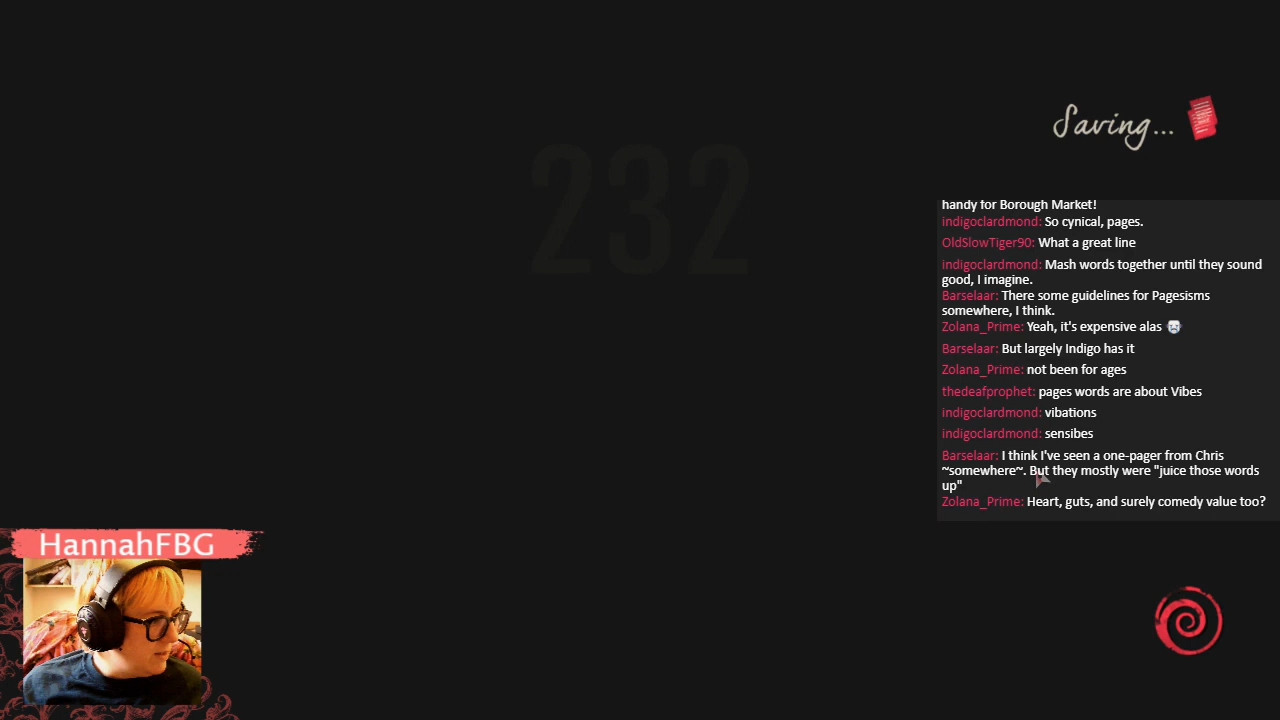 232
Saving...
handy for Borough Market!
indigoclardmond: So cynical, pages.
OldSlowTiger90: What a great line
indigoclardmond: Mash words together until they sound
good, I imagine.
Barselaar: There some guidelines for Pagesisms
somewhere, I think.
Zolana_Prime: Yeah, it's expensive alas
Barselaar: But largely Indigo has it
Zolana_Prime: not been for ages
thedeafprophet: pages words are about Vibes
indigoclardmond: vibations
indigoclardmond: sensibes
Barselaar: I think I've seen a one-pager from Chris
~somewhere~. But they mostly were "juice those words
up"
Zolana_Prime: Heart, guts, and surely comedy value too?
HannahFBG